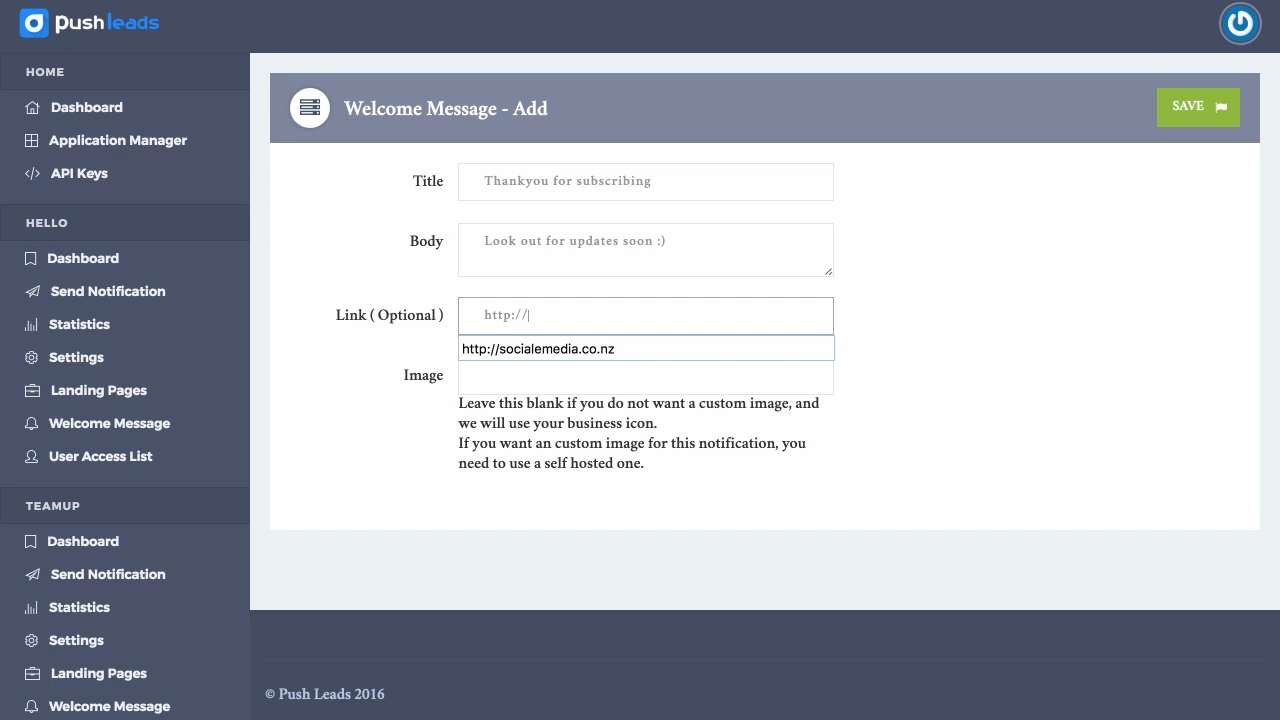 pushleads
HOME
Dashboard
Application Manager
API Keys
HELLO
Dashboard
Send Notification
Statistics
Settings
Landing Pages
Welcome Message
User Access List
TEAMUP
Dashboard
Send Notification
Statistics
Settings
Landing Pages
Welcome Message
Welcome Message - Add
SAVE
Title
Thankyou for subscribing
Body
Look out for updates soon :)
Link ( Optional )
http://
http://socialemedia.co.nz
Image
Leave this blank if you do not want a custom image, and
we will use your business icon.
If you want an custom image for this notification, you
need to use a self hosted one.
© Push Leads 2016